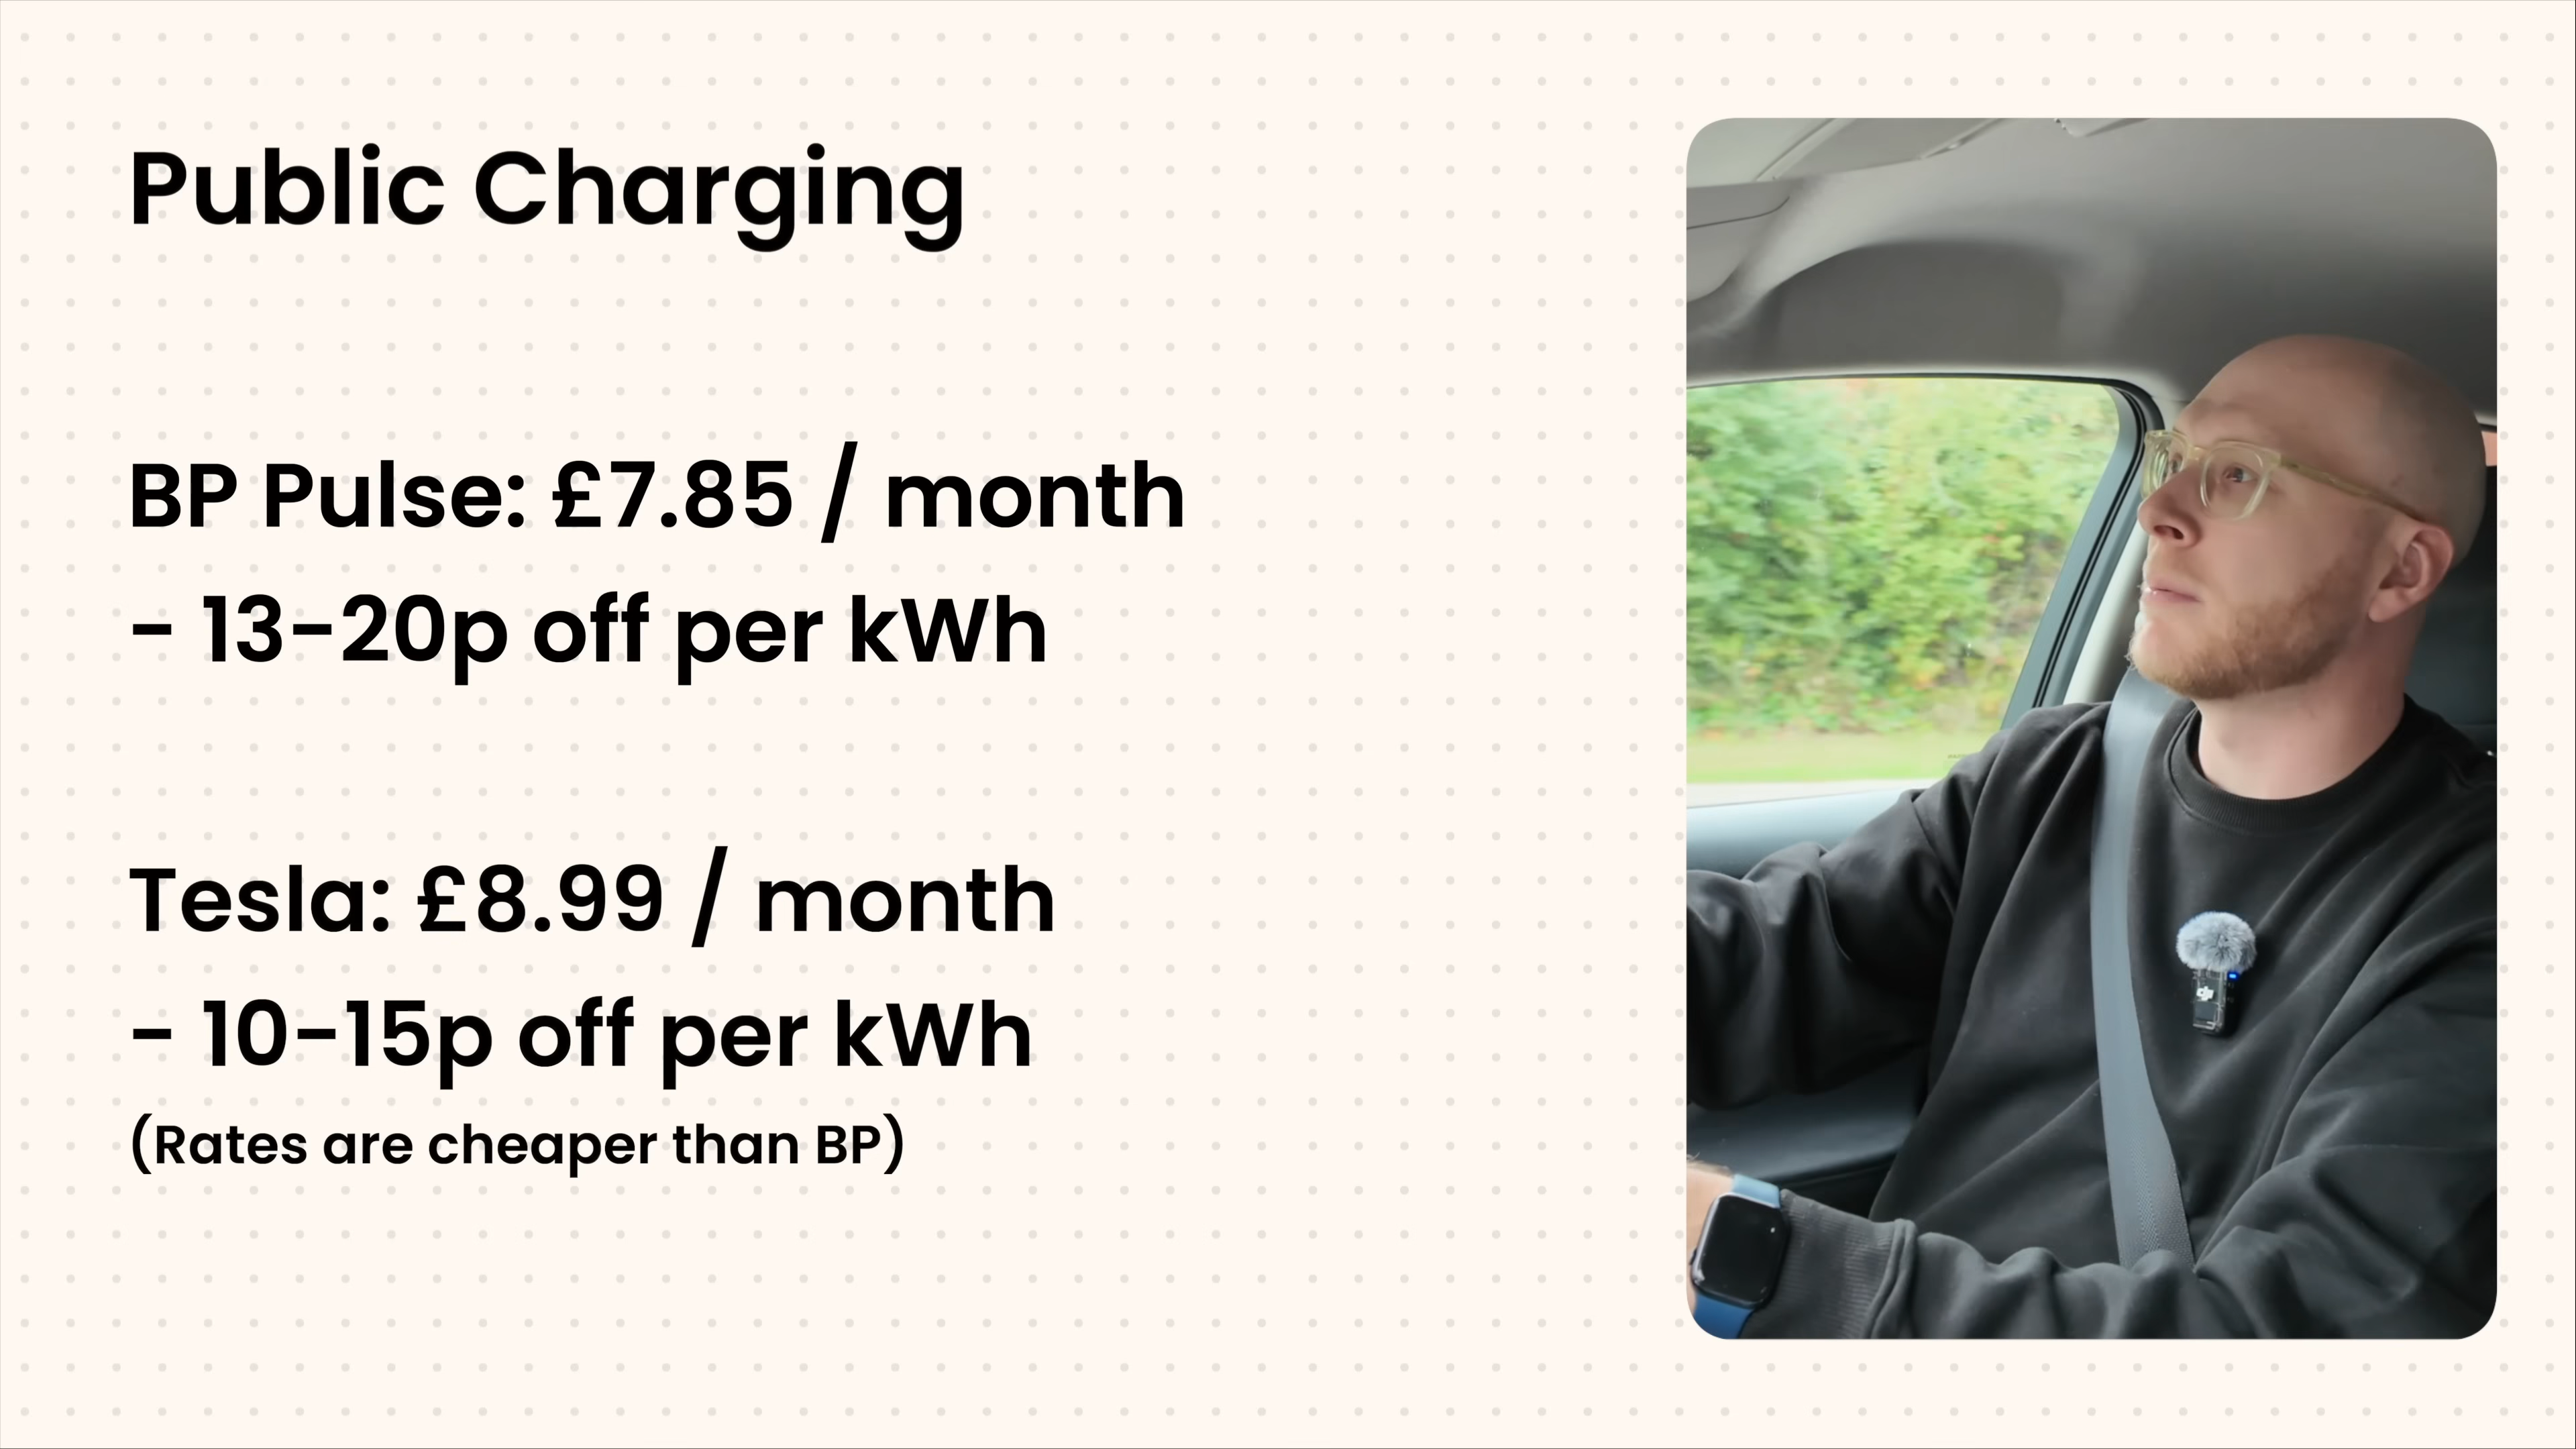 Public Charging
BP Pulse: £7.85 / month
- 13-20p off per kWh
Tesla: £8.99 / month
- 10-15p off per kWh
(Rates are cheaper than BP)